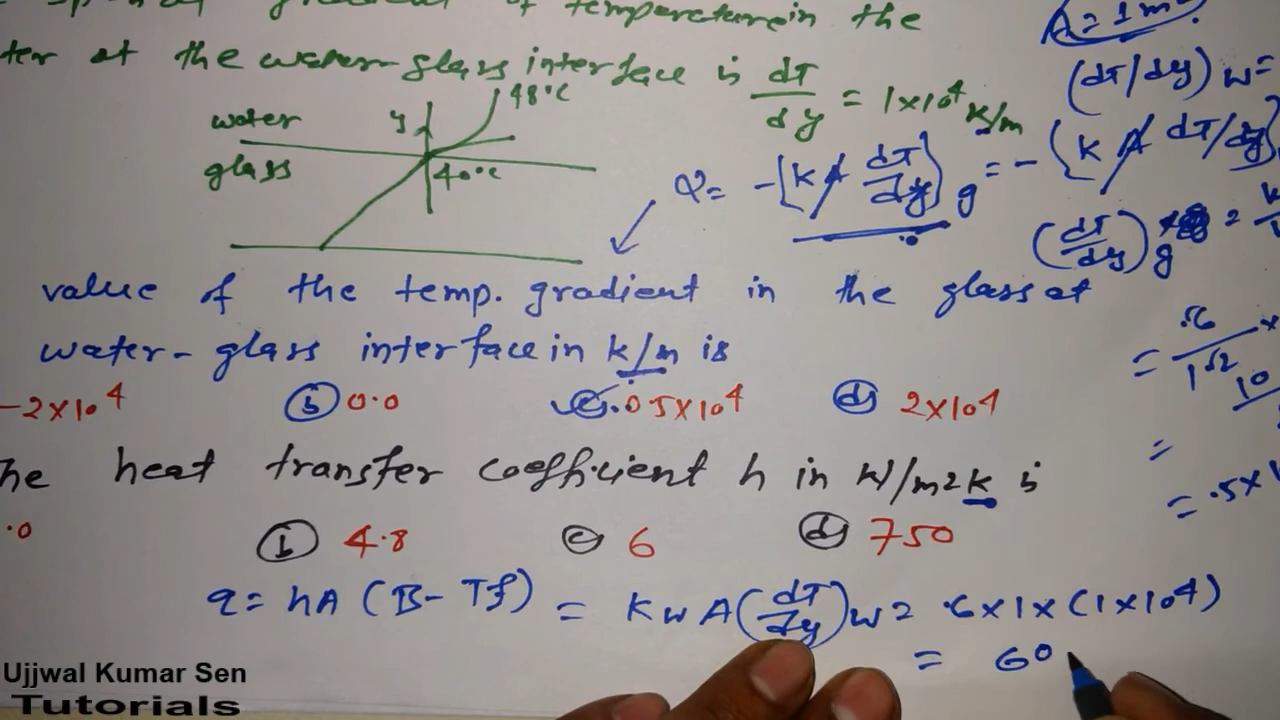 of temperature in the
A = 1 m²
ter at the water-glass interface is dT/dy = 1×10⁴ K/m
(dT/dy) w =
water
y
48°C
glass
40°C
Q = -[K A dT/dy] g = -[K A dT/dy]
(dT/dy) g =
value of the temp. gradient in the glass at
water-glass interface in k/m is
= .6/1.2 ×
-2×10⁴ (b) 0.0 (c) 0.5×10⁴ (d) 2×10⁴
he heat transfer coefficient h in W/m2k is
= .5×1
.0 (b) 4.8 (c) 6 (d) 750
q = hA (B - Tf) = Kw A (dT/dy) w = .6×1×(1×10⁴)
= 60
Ujjwal Kumar Sen
Tutorials